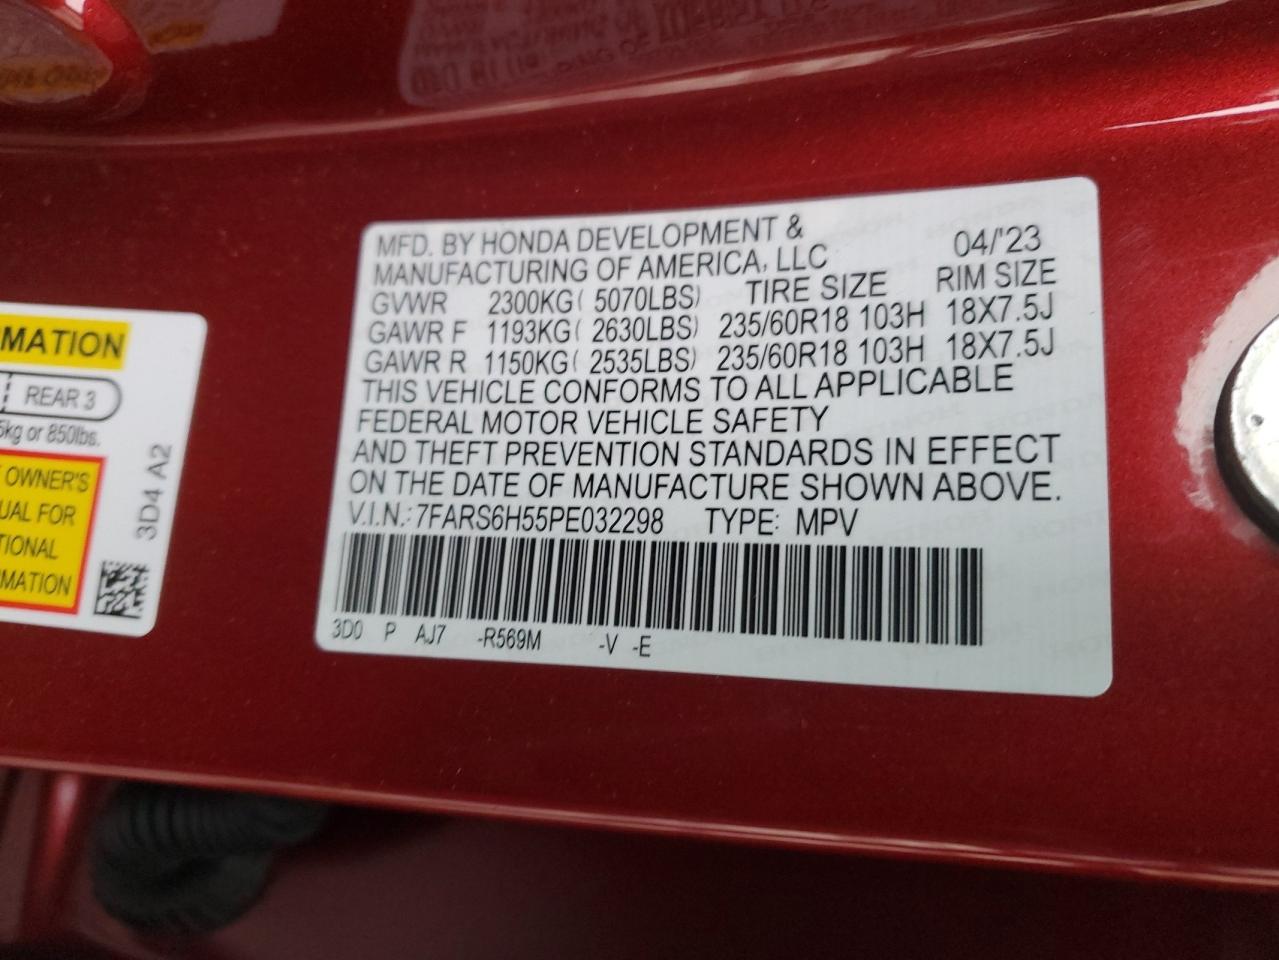 MFD. BY HONDA DEVELOPMENT &
MANUFACTURING OF AMERICA, LLC 04/'23
GVWR 2300KG( 5070LBS) TIRE SIZE RIM SIZE
GAWR F 1193KG( 2630LBS) 235/60R18 103H 18X7.5J
GAWR R 1150KG( 2535LBS) 235/60R18 103H 18X7.5J
THIS VEHICLE CONFORMS TO ALL APPLICABLE
FEDERAL MOTOR VEHICLE SAFETY
AND THEFT PREVENTION STANDARDS IN EFFECT
ON THE DATE OF MANUFACTURE SHOWN ABOVE.
V.I.N.: 7FARS6H55PE032298 TYPE: MPV
3D0 P AJ7 -R569M -V -E
MATION
REAR 3
5kg or 850lbs.
OWNER'S
UAL FOR
TIONAL
MATION
3D4 A2